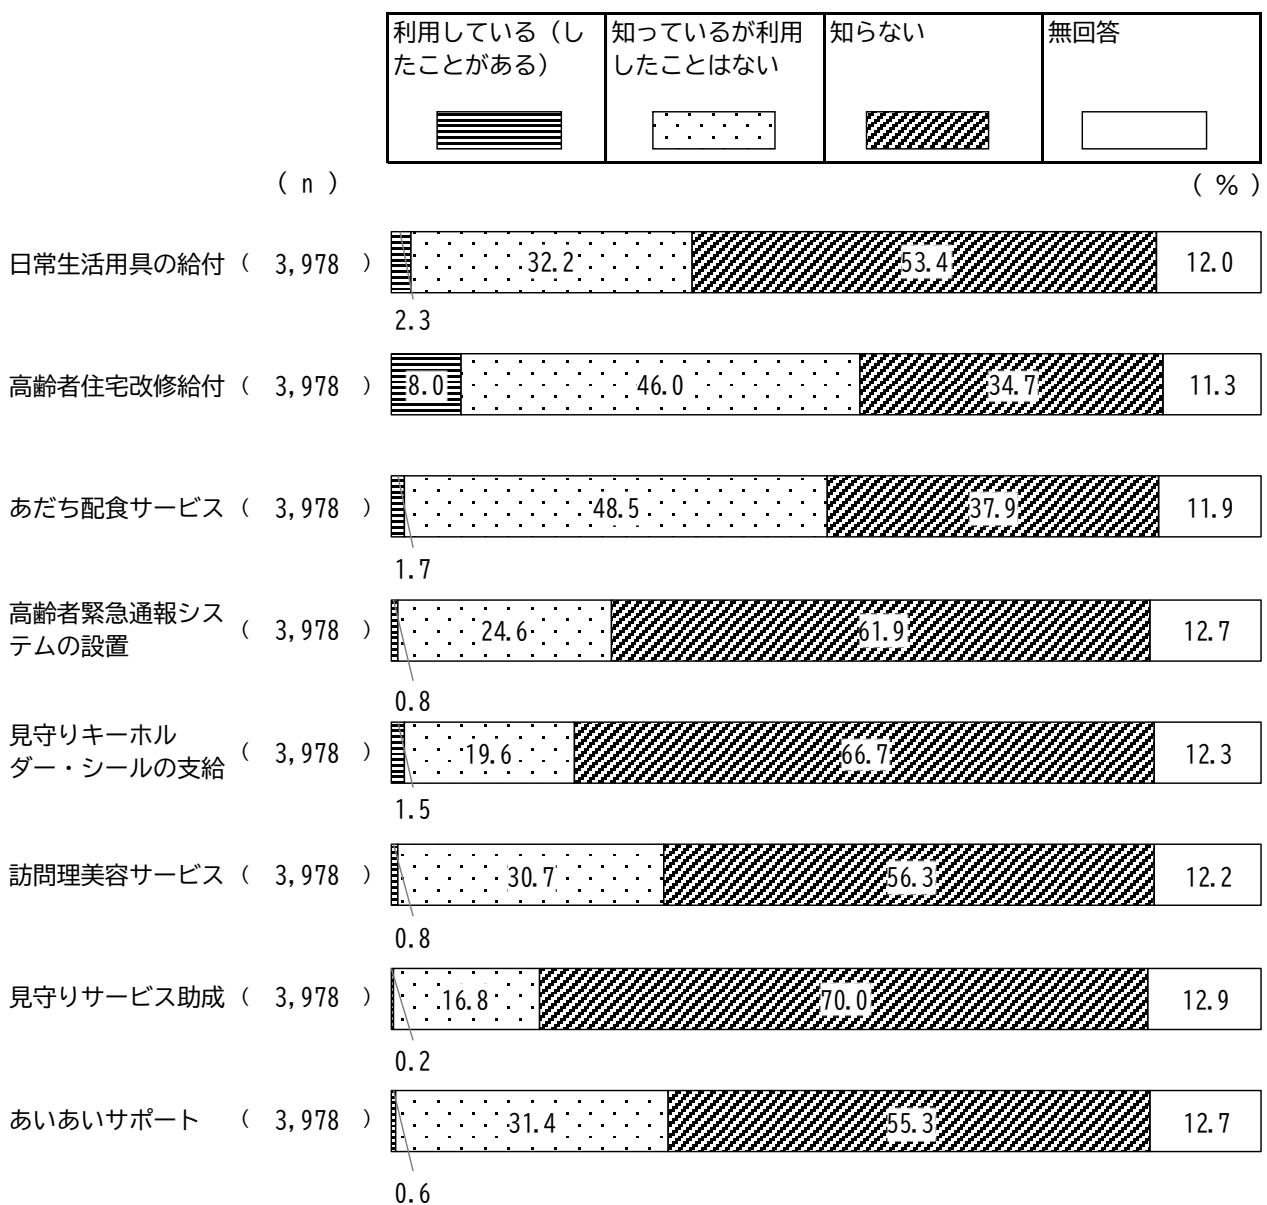 利用している（し
たことがある）
知っているが利用
したことはない
知らない
無回答
( n )
( % )
日常生活用具の給付 ( 3,978 )
32.2
53.4
12.0
2.3
高齢者住宅改修給付 ( 3,978 )
8.0
46.0
34.7
11.3
あだち配食サービス ( 3,978 )
48.5
37.9
11.9
1.7
高齢者緊急通報シス
テムの設置
( 3,978 )
24.6
61.9
12.7
0.8
見守りキーホル
ダー・シールの支給
( 3,978 )
19.6
66.7
12.3
1.5
訪問理美容サービス ( 3,978 )
30.7
56.3
12.2
0.8
見守りサービス助成 ( 3,978 )
16.8
70.0
12.9
0.2
あいあいサポート ( 3,978 )
31.4
55.3
12.7
0.6